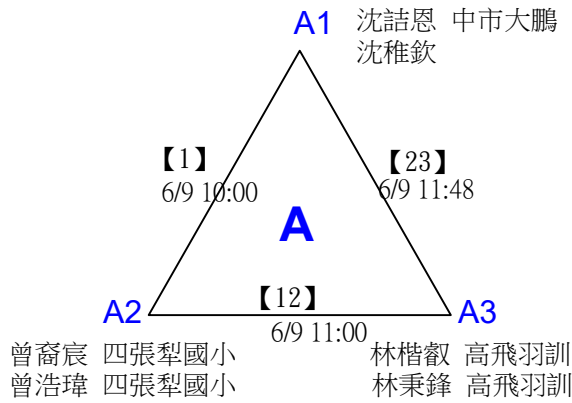 A1 沈詰恩 中市大鵬
沈稚欽
【1】
6/9 10:00
【23】
6/9 11:48
A
【12】
6/9 11:00
A2
A3
曾裔宸 四張犁國小
曾浩瑋 四張犁國小
林楷叡 高飛羽訓
林秉鋒 高飛羽訓